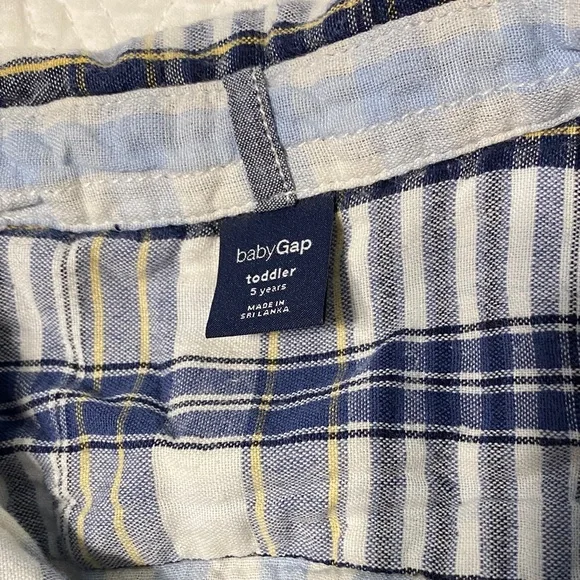 babyGap
toddler
5 years
MADE IN
SRI LANKA